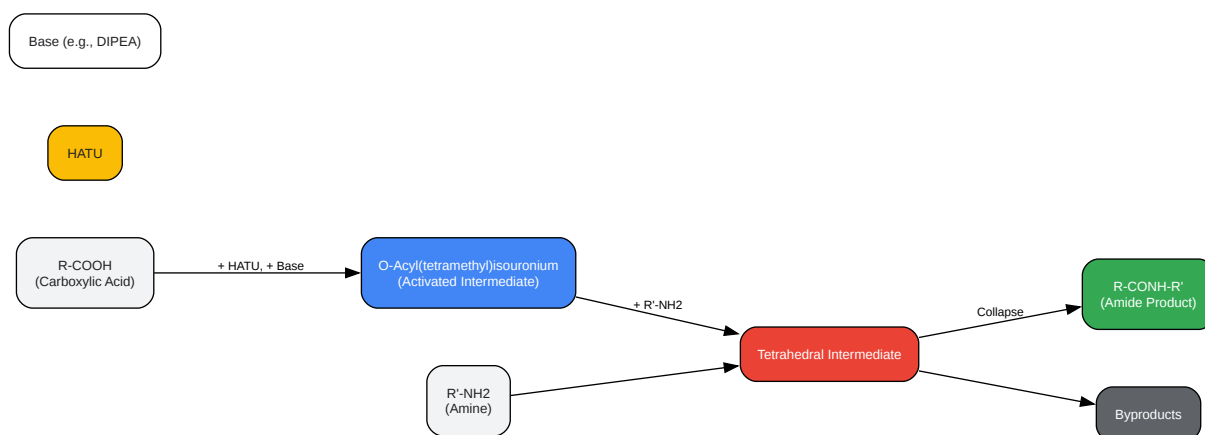 Base (e.g., DIPEA)
HATU
R-COOH
(Carboxylic Acid)
+ HATU, + Base
O-Acyl(tetramethyl)isouronium
(Activated Intermediate)
+ R'-NH2
R'-NH2
(Amine)
Tetrahedral Intermediate
Collapse
R-CONH-R'
(Amide Product)
Byproducts